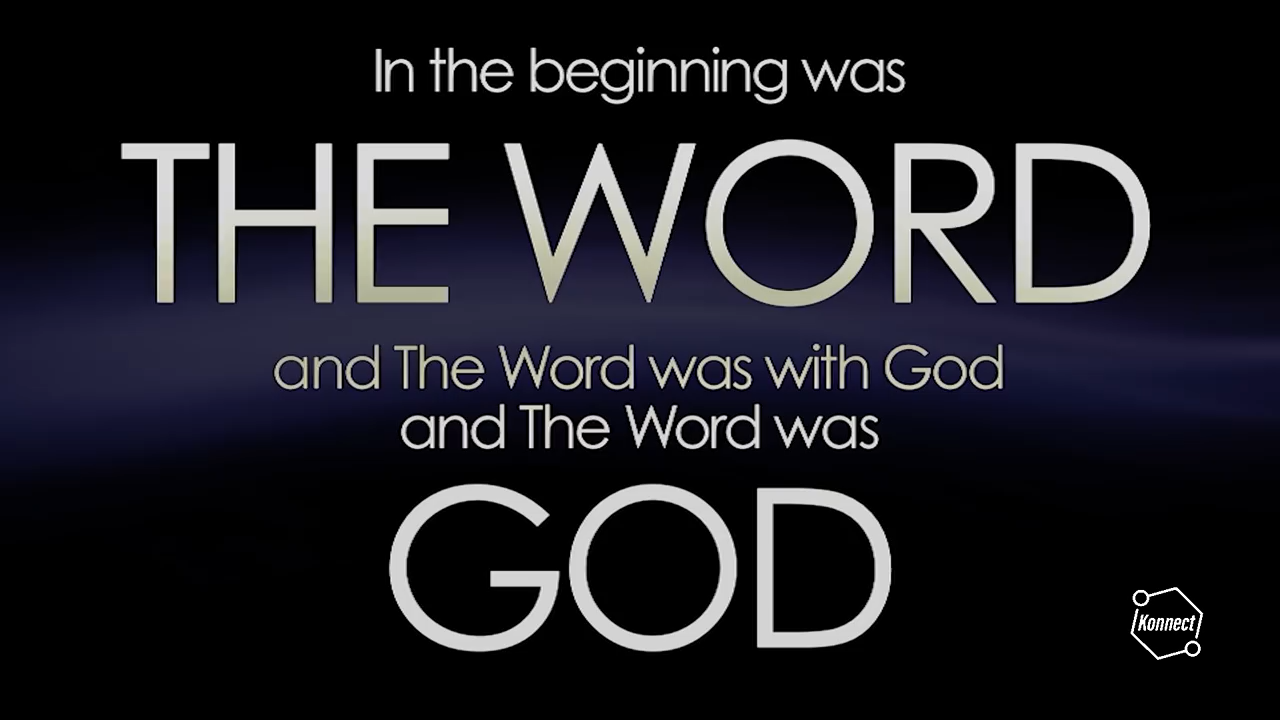 In the beginning was
THE WORD
and The Word was with God
and The Word was
GOD
Konnect